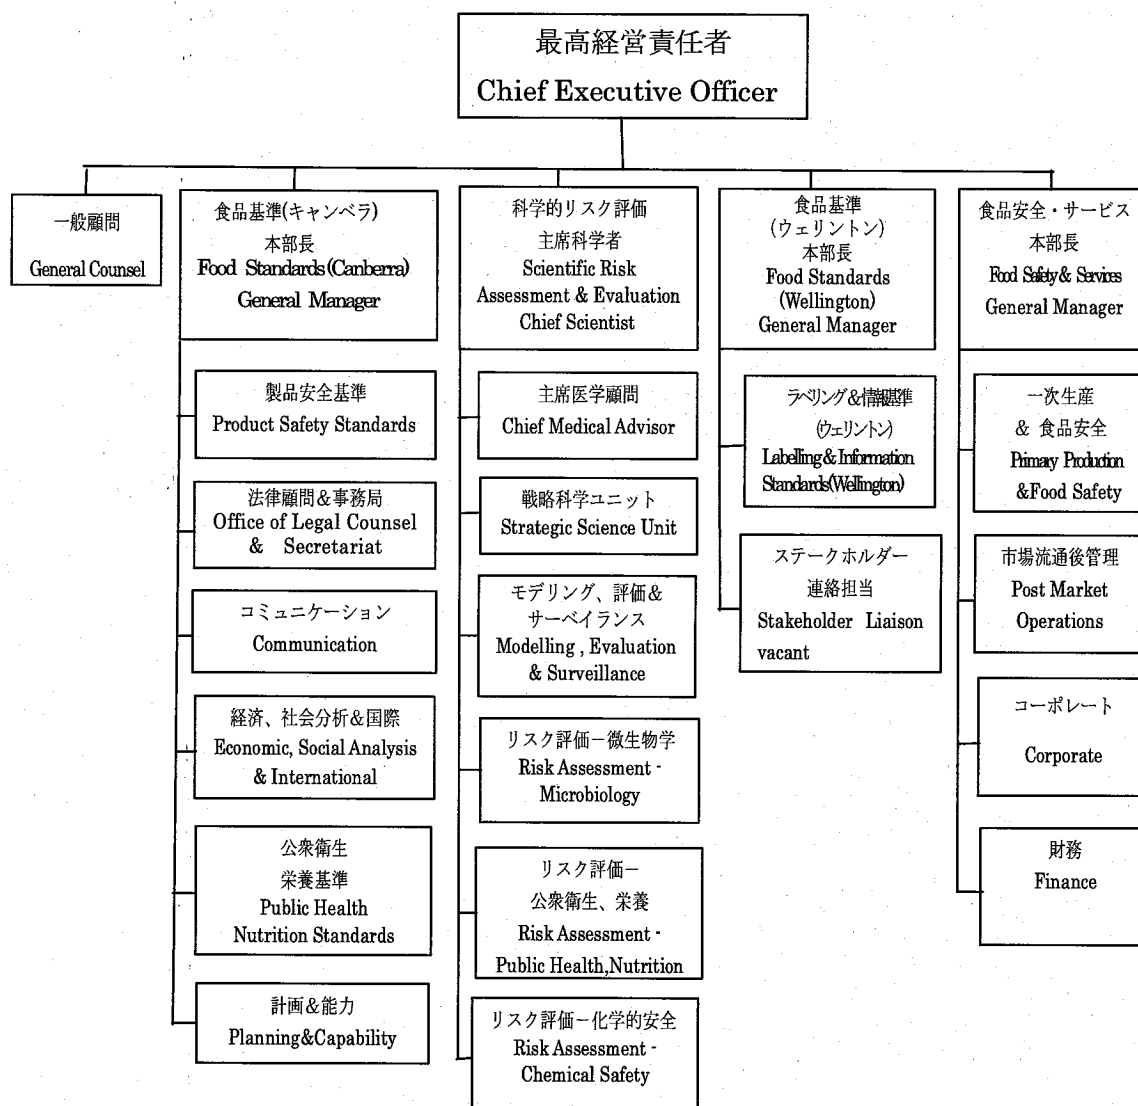 最高経営責任者
Chief Executive Officer
一般顧問
General Counsel
食品基準(キャンベラ)
本部長
Food Standards(Canberra)
General Manager
製品安全基準
Product Safety Standards
法律顧問&事務局
Office of Legal Counsel
& Secretariat
コミュニケーション
Communication
経済、社会分析&国際
Economic, Social Analysis
& International
公衆衛生
栄養基準
Public Health
Nutrition Standards
計画&能力
Planning&Capability
科学的リスク評価
主席科学者
Scientific Risk
Assessment & Evaluation
Chief Scientist
主席医学顧問
Chief Medical Advisor
戦略科学ユニット
Strategic Science Unit
モデリング、評価&
サーベイランス
Modelling , Evaluation
& Surveillance
リスク評価－微生物学
Risk Assessment -
Microbiology
リスク評価－
公衆衛生、栄養
Risk Assessment -
Public Health,Nutrition
リスク評価－化学的安全
Risk Assessment -
Chemical Safety
食品基準
(ウェリントン)
本部長
Food Standards
(Wellington)
General Manager
ラベリング&情報基準
(ウェリントン)
Labelling & Information
Standards(Wellington)
ステークホルダー
連絡担当
Stakeholder Liaison
vacant
食品安全・サービス
本部長
Food Safety & Services
General Manager
一次生産
& 食品安全
Primary Production
&Food Safety
市場流通後管理
Post Market
Operations
コーポレート
Corporate
財務
Finance